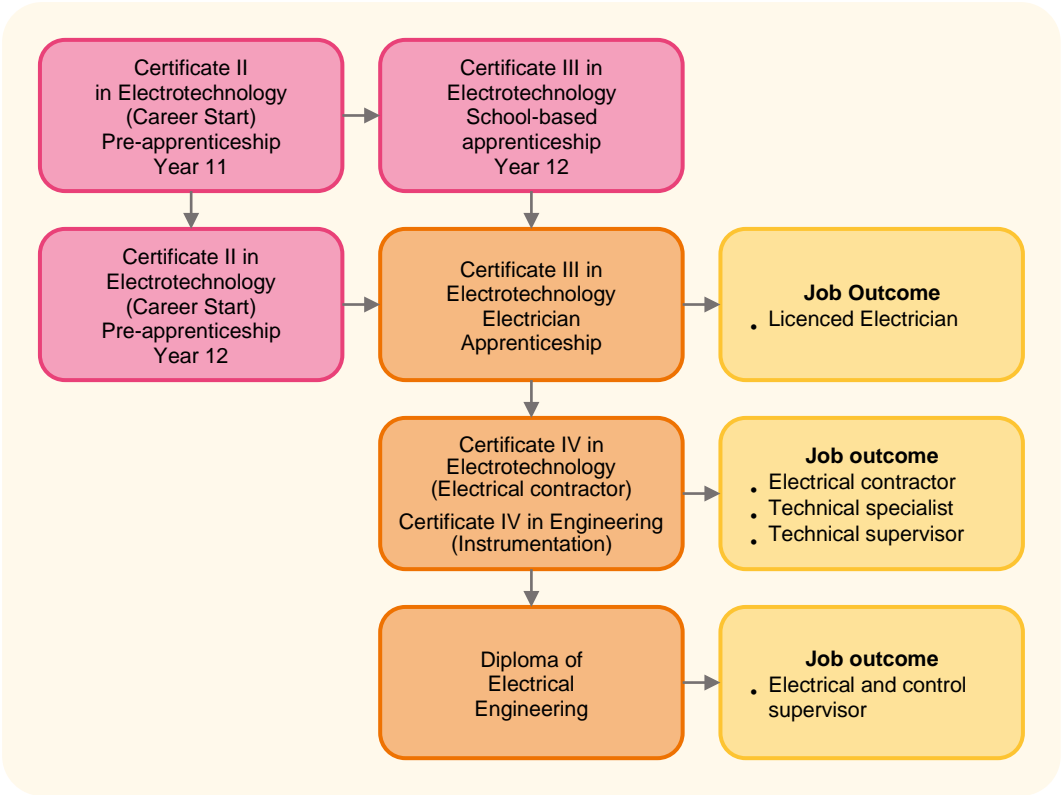 Certificate II
in Electrotechnology
(Career Start)
Pre-apprenticeship
Year 11
Certificate III in
Electrotechnology
School-based
apprenticeship
Year 12
Certificate II in
Electrotechnology
(Career Start)
Pre-apprenticeship
Year 12
Certificate III in
Electrotechnology
Electrician
Apprenticeship
Job Outcome
• Licenced Electrician
Certificate IV in
Electrotechnology
(Electrical contractor)
Certificate IV in Engineering
(Instrumentation)
Job outcome
• Electrical contractor
• Technical specialist
• Technical supervisor
Diploma of
Electrical
Engineering
Job outcome
• Electrical and control
supervisor